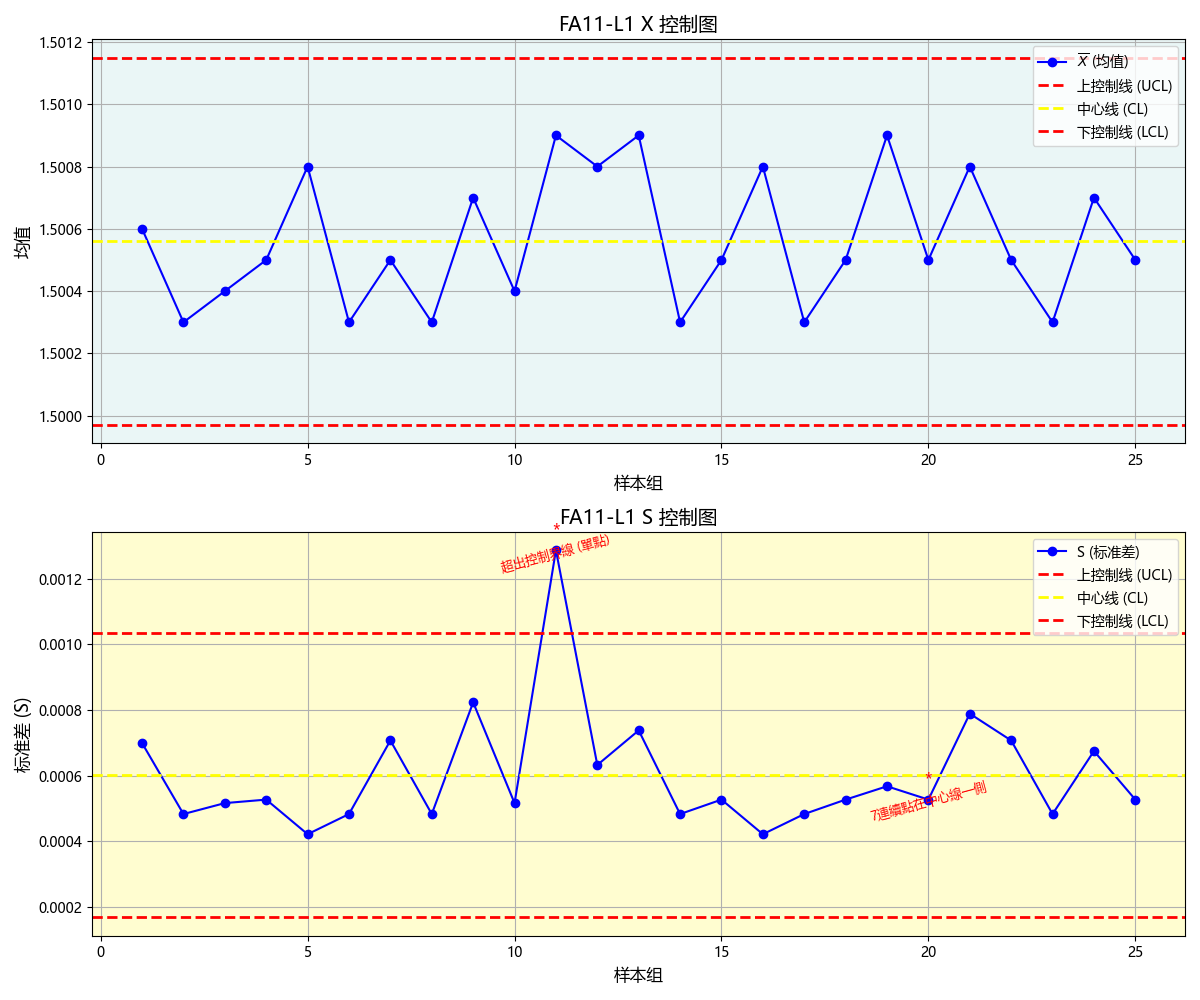 FA11-L1 X 控制图
1.5012
1.5010
1.5008
1.5006
1.5004
1.5002
1.5000
均值
X (均值)
上控制线 (UCL)
中心线 (CL)
下控制线 (LCL)
0 5 10 15 20 25
样本组
FA11-L1 S 控制图
0.0012
0.0010
0.0008
0.0006
0.0004
0.0002
标准差 (S)
*
超出控制界線 (單點)
S (标准差)
上控制线 (UCL)
中心线 (CL)
下控制线 (LCL)
*
7連續點在中心線一側
0 5 10 15 20 25
样本组